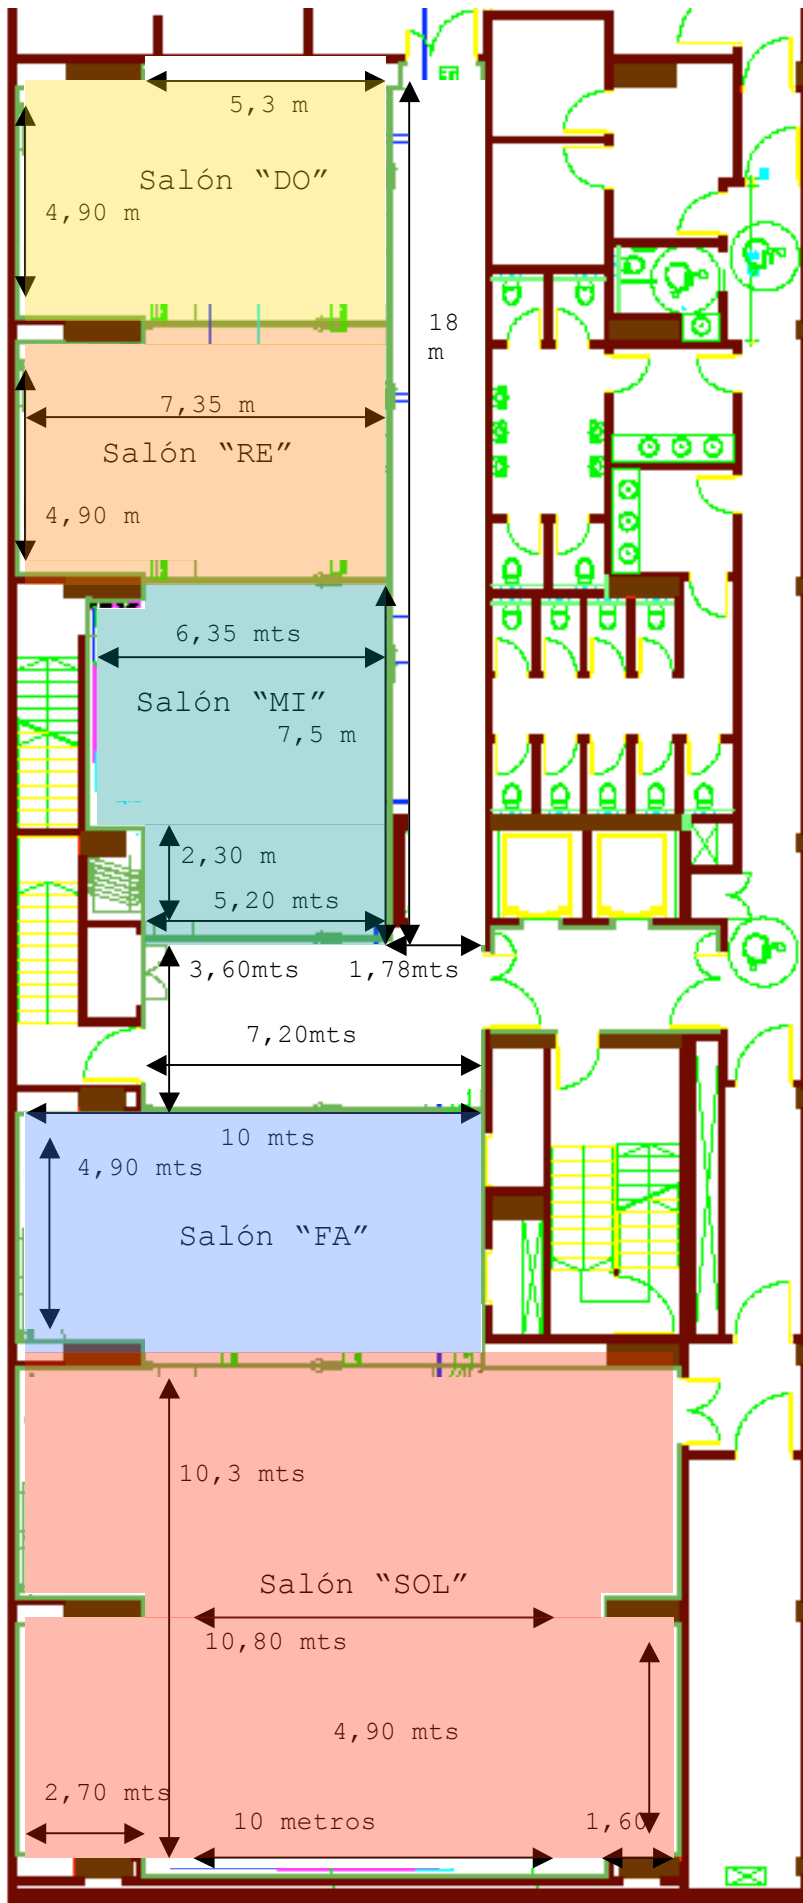 5,3 m
Salón “DO”
4,90 m
18
m
7,35 m
Salón “RE”
4,90 m
6,35 mts
Salón “MI”
7,5 m
2,30 m
5,20 mts
3,60mts
1,78mts
7,20mts
10 mts
4,90 mts
Salón “FA”
10,3 mts
Salón “SOL”
10,80 mts
4,90 mts
2,70 mts
10 metros
1,60